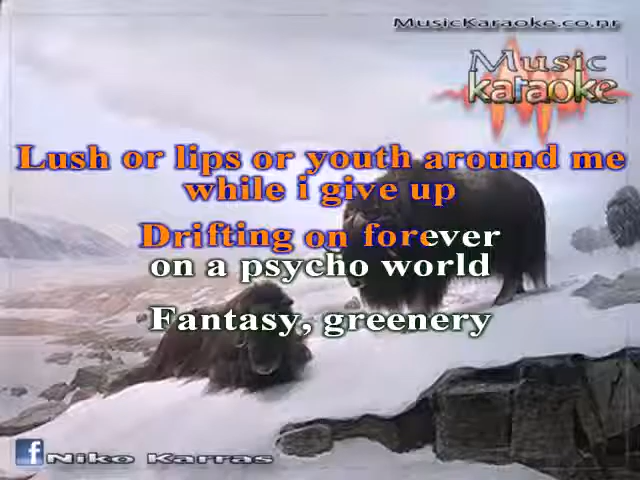 MusicKaraoke.co.nr
Music
karaoke
Lush or lips or youth around me
while i give up
Drifting on forever
on a psycho world
Fantasy, greenery
f Niko Karras